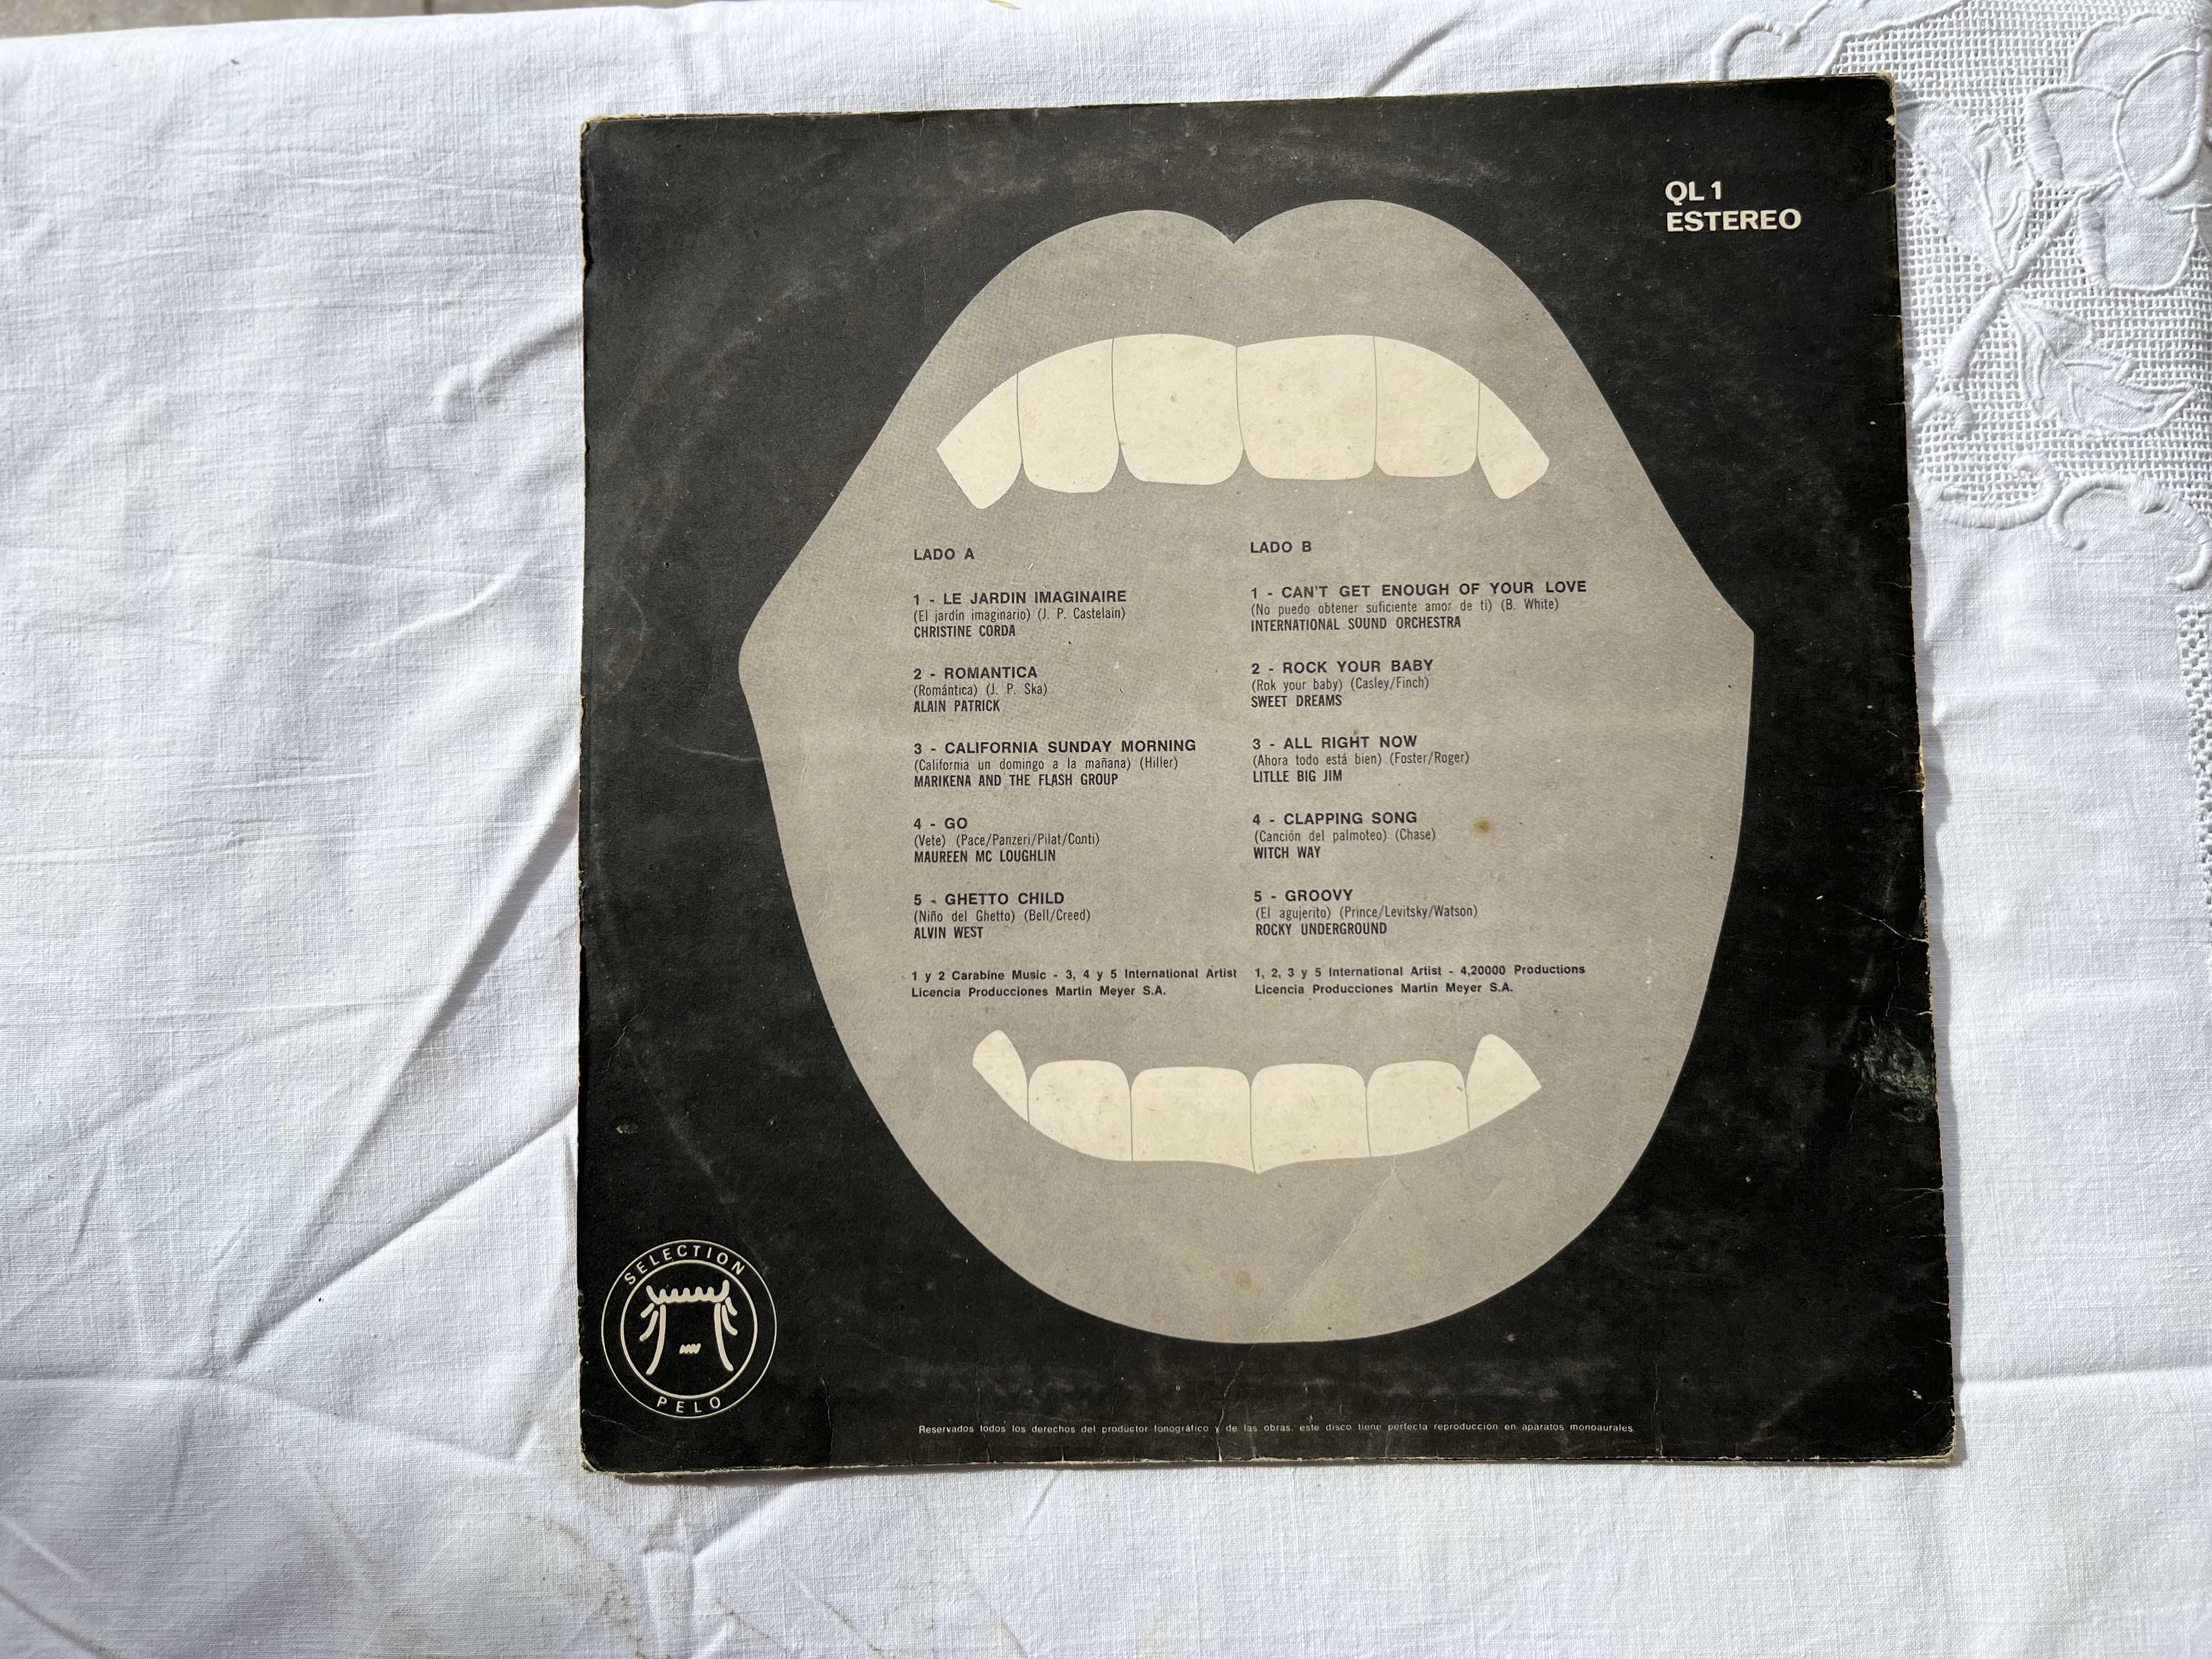 QL 1
ESTEREO
LADO A
1 - LE JARDIN IMAGINAIRE
(El jardín imaginario) (J. P. Castelain)
CHRISTINE CORDA
2 - ROMANTICA
(Romántica) (J. P. Ska)
ALAIN PATRICK
3 - CALIFORNIA SUNDAY MORNING
(California un domingo a la mañana) (Hiller)
MARIKENA AND THE FLASH GROUP
4 - GO
(Vete) (Pace/Panzeri/Pilat/Conti)
MAUREEN MC LOUGHLIN
5 - GHETTO CHILD
(Niño del Ghetto) (Bell/Creed)
ALVIN WEST
1 y 2 Carabine Music - 3, 4 y 5 International Artist
Licencia Producciones Martin Meyer S.A.
LADO B
1 - CAN'T GET ENOUGH OF YOUR LOVE
(No puedo obtener suficiente amor de ti) (B. White)
INTERNATIONAL SOUND ORCHESTRA
2 - ROCK YOUR BABY
(Rok your baby) (Casley/Finch)
SWEET DREAMS
3 - ALL RIGHT NOW
(Ahora todo está bien) (Foster/Roger)
LITLLE BIG JIM
4 - CLAPPING SONG
(Canción del palmoteo) (Chase)
WITCH WAY
5 - GROOVY
(El agujerito) (Prince/Levitsky/Watson)
ROCKY UNDERGROUND
1, 2, 3 y 5 International Artist - 4,20000 Productions
Licencia Producciones Martin Meyer S.A.
SELECTION
PELO
Reservados todos los derechos del productor fonográfico y de las obras. este disco tiene perfecta reproducción en aparatos monoaurales.